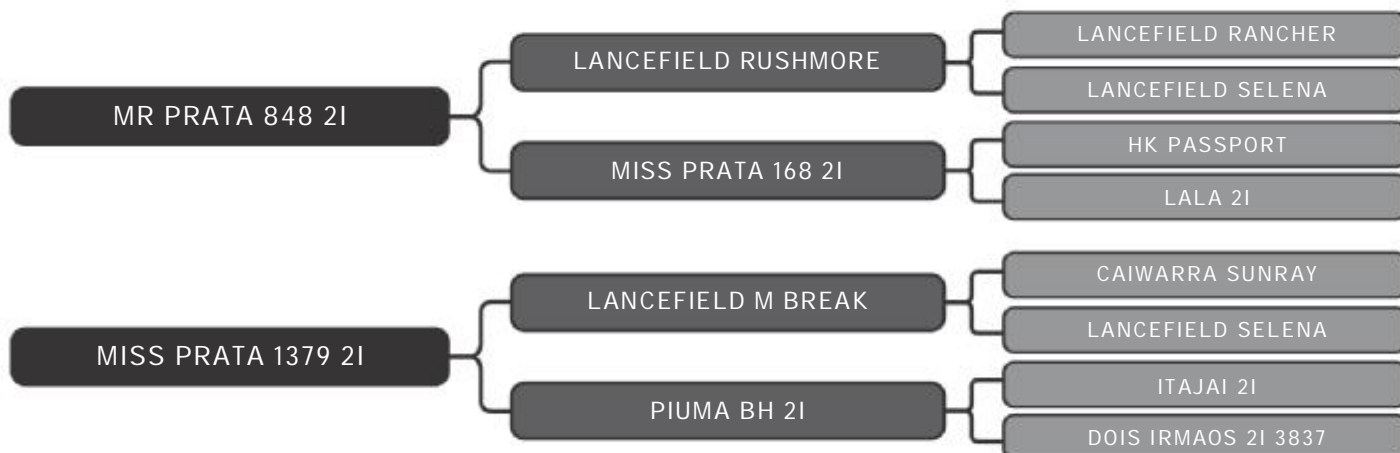 LANCEFIELD RANCHER
LANCEFIELD RUSHMORE
LANCEFIELD SELENA
MR PRATA 848 2I
HK PASSPORT
MISS PRATA 168 2I
LALA 2I
CAIWARRA SUNRAY
LANCEFIELD M BREAK
LANCEFIELD SELENA
MISS PRATA 1379 2I
ITAJAI 2I
PIUMA BH 2I
DOIS IRMAOS 2I 3837